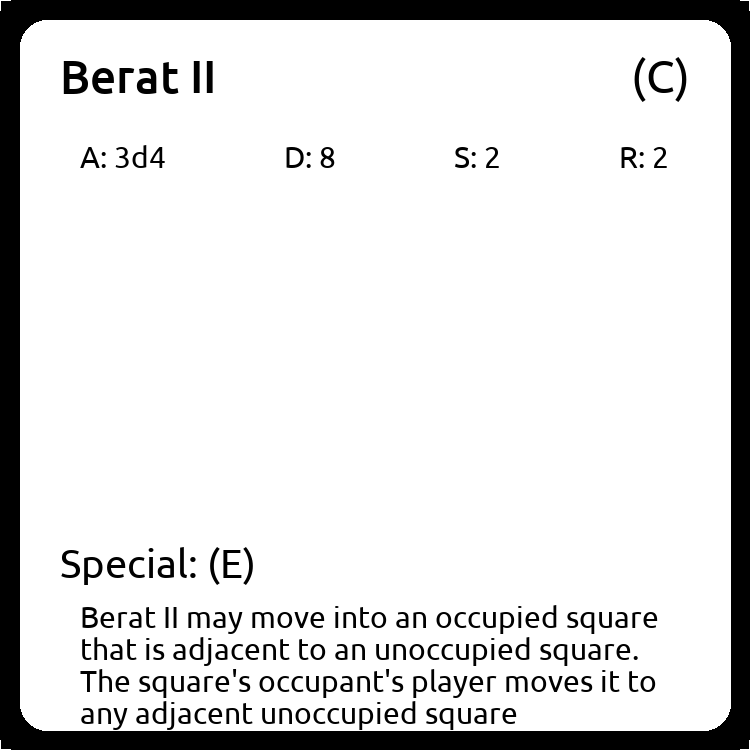 Berat II (C)
A: 3d4 D: 8 S: 2 R: 2
Special: (E)
Berat II may move into an occupied square
that is adjacent to an unoccupied square.
The square's occupant's player moves it to
any adjacent unoccupied square